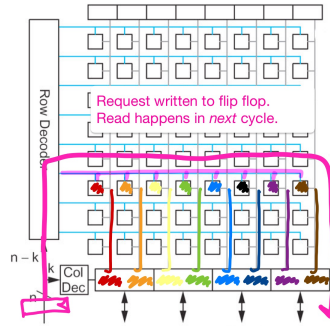 Request written to flip flop.
Read happens in next cycle.
Row Decoder
n – k
k
Col
Dec
n